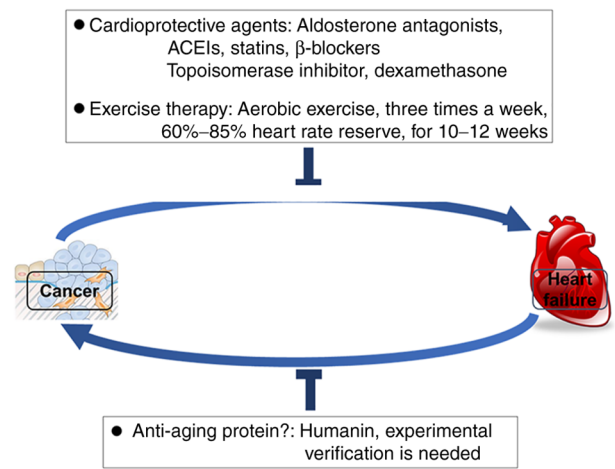 ● Cardioprotective agents: Aldosterone antagonists,
ACEIs, statins, β-blockers
Topoisomerase inhibitor, dexamethasone
● Exercise therapy: Aerobic exercise, three times a week,
60%–85% heart rate reserve, for 10–12 weeks
Cancer
Heart
failure
● Anti-aging protein?: Humanin, experimental
verification is needed